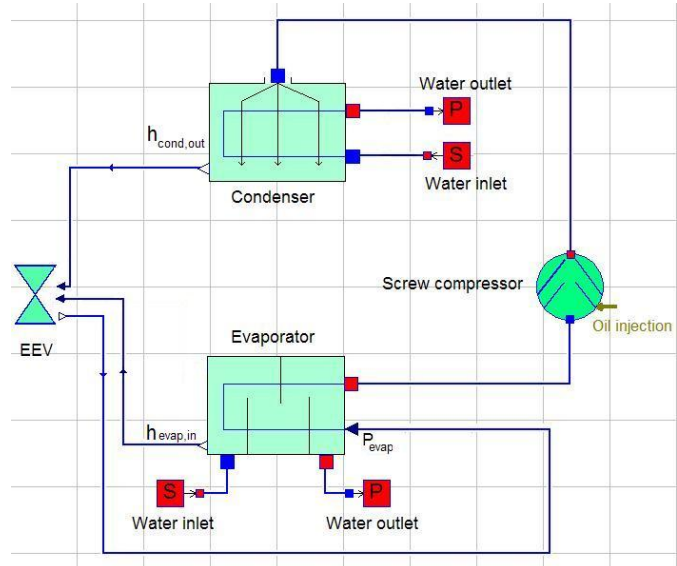 Water outlet
P
h cond,out
S
Water inlet
Condenser
Screw compressor
Oil injection
Evaporator
EEV
h evap,in
P evap
S
P
Water inlet
Water outlet